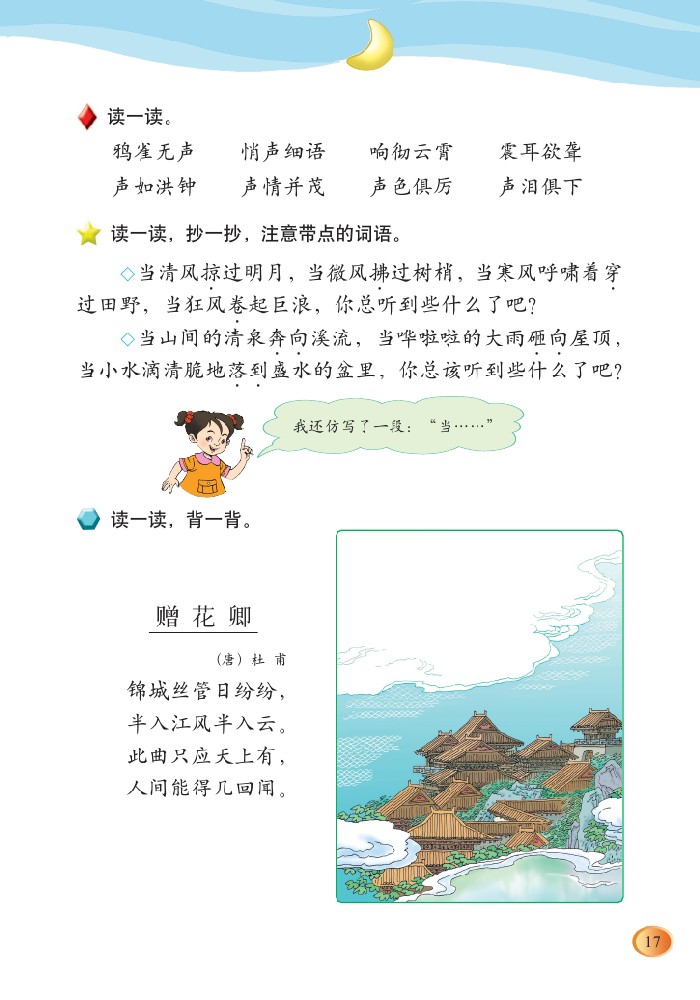 读一读。
鸦雀无声 悄声细语 响彻云霄 震耳欲聋
声如洪钟 声情并茂 声色俱厉 声泪俱下
读一读，抄一抄，注意带点的词语。
◇当清风掠过明月，当微风拂过树梢，当寒风呼啸着穿
过田野，当狂风卷起巨浪，你总听到些什么了吧？
◇当山间的清泉奔向溪流，当哗啦啦的大雨砸向屋顶，
当小水滴清脆地落到盛水的盆里，你总该听到些什么了吧？
我还仿写了一段：“当……”
读一读，背一背。
赠花卿
（唐）杜甫
锦城丝管日纷纷，
半入江风半入云。
此曲只应天上有，
人间能得几回闻。
17